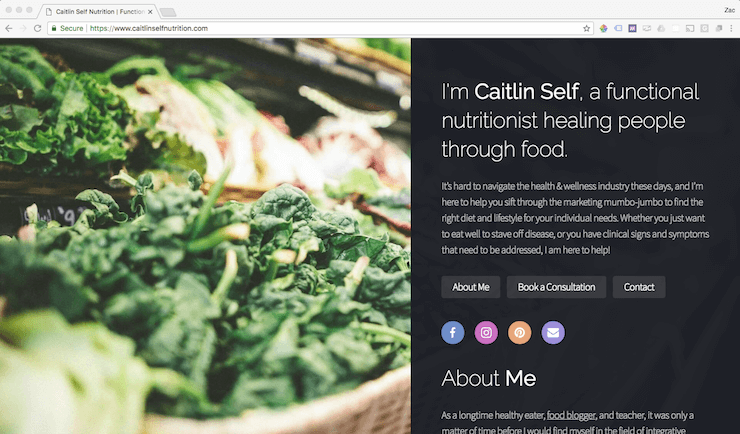 Caitlin Self Nutrition | Function
Zac
Secure | https://www.caitlinselfnutrition.com
I'm Caitlin Self, a functional
nutritionist healing people
through food.
It's hard to navigate the health & wellness industry these days, and I'm
here to help you sift through the marketing mumbo-jumbo to find the
right diet and lifestyle for your individual needs. Whether you just want
to eat well to stave off disease, or you have clinical signs and symptoms
that need to be addressed, I am here to help!
About Me
Book a Consultation
Contact
About Me
As a longtime healthy eater, food blogger, and teacher, it was only a
matter of time before I would find myself in the field of integrative